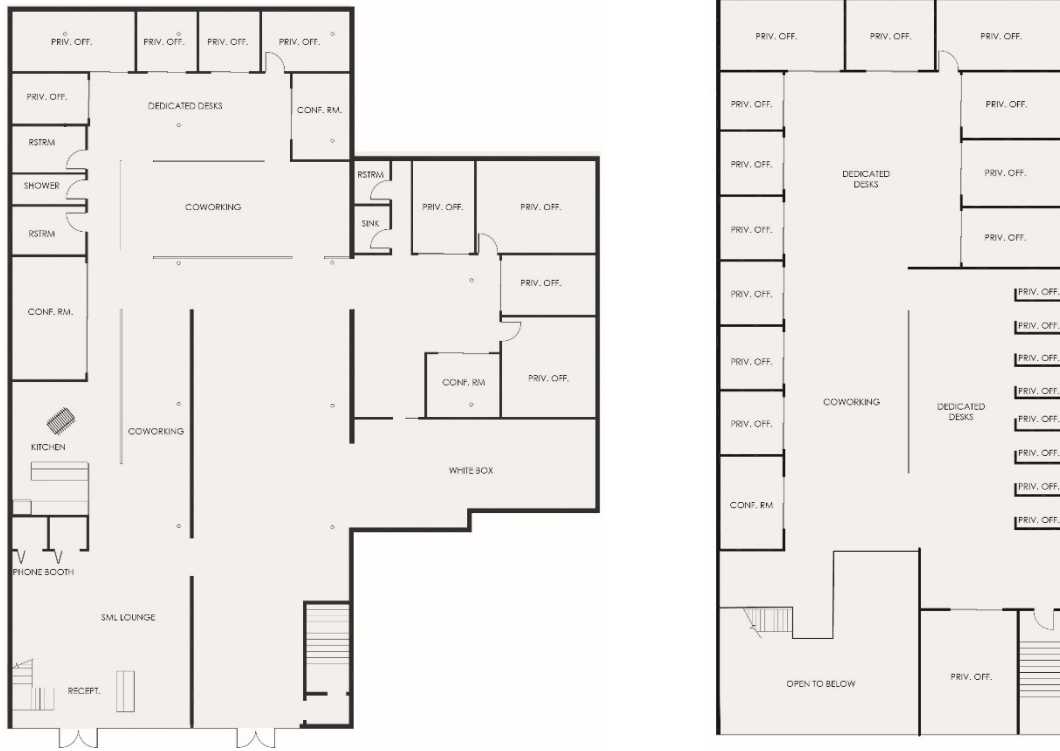 PRIV. OFF.
PRIV. OFF.
PRIV. OFF.
PRIV. OFF.
PRIV. OFF.
DEDICATED DESKS
CONF. RM.
RSTRM
SHOWER
RSTRM
COWORKING
RSTRM
SINK
PRIV. OFF.
PRIV. OFF.
PRIV. OFF.
CONF. RM.
CONF. RM
PRIV. OFF.
COWORKING
KITCHEN
WHITE BOX
PHONE BOOTH
SML LOUNGE
RECEPT.
PRIV. OFF.
PRIV. OFF.
PRIV. OFF.
PRIV. OFF.
PRIV. OFF.
PRIV. OFF.
PRIV. OFF.
DEDICATED
DESKS
PRIV. OFF.
PRIV. OFF.
PRIV. OFF.
PRIV. OFF.
PRIV. OFF.
PRIV. OFF.
PRIV. OFF.
PRIV. OFF.
PRIV. OFF.
PRIV. OFF.
COWORKING
DEDICATED
DESKS
PRIV. OFF.
PRIV. OFF.
PRIV. OFF.
CONF. RM
PRIV. OFF.
OPEN TO BELOW
PRIV. OFF.